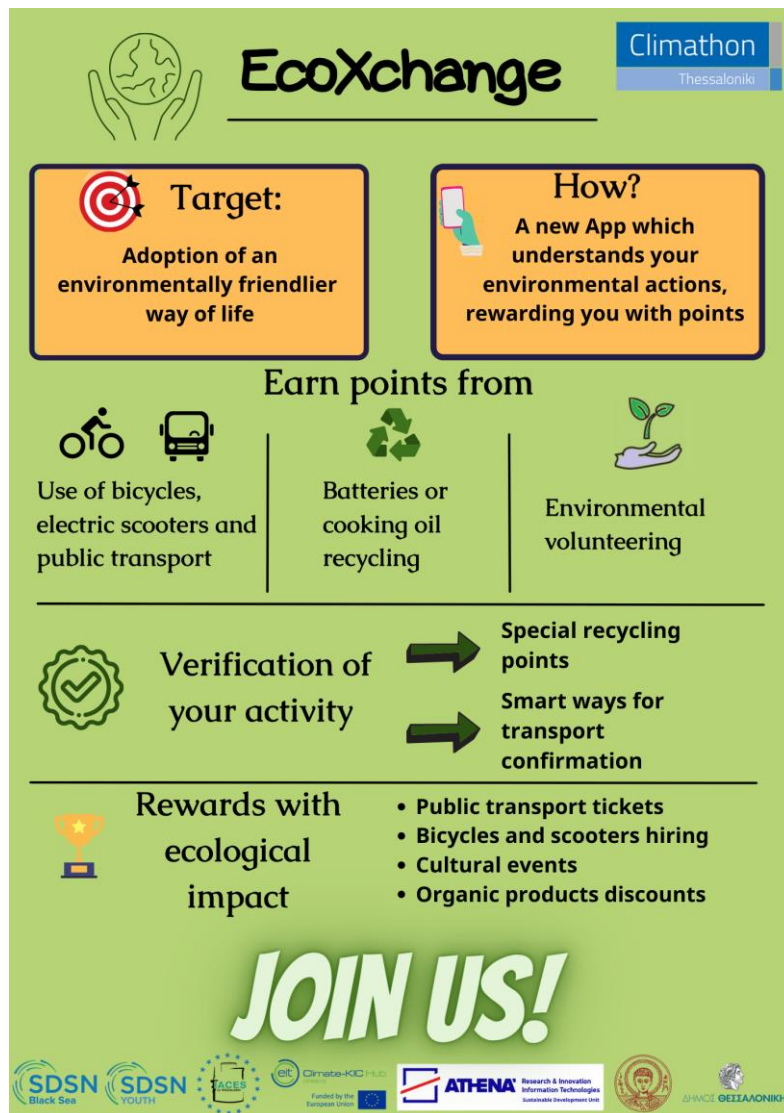 EcoXchange
Climathon
Thessaloniki
Target:
Adoption of an
environmentally friendlier
way of life
How?
A new App which
understands your
environmental actions,
rewarding you with points
Earn points from
Use of bicycles,
electric scooters and
public transport
Batteries or
cooking oil
recycling
Environmental
volunteering
Verification of
your activity
Special recycling
points
Smart ways for
transport
confirmation
Rewards with
ecological
impact
• Public transport tickets
• Bicycles and scooters hiring
• Cultural events
• Organic products discounts
JOIN US!
SDSN
Black Sea
SDSN
YOUTH
TACES
eit Climate-KIC Hub
Funded by the
European Union
ATHENA
Research & Innovation
Information Technologies
Sustainable Development Unit
ΔΗΜΟΣ ΘΕΣΣΑΛΟΝΙΚΗ